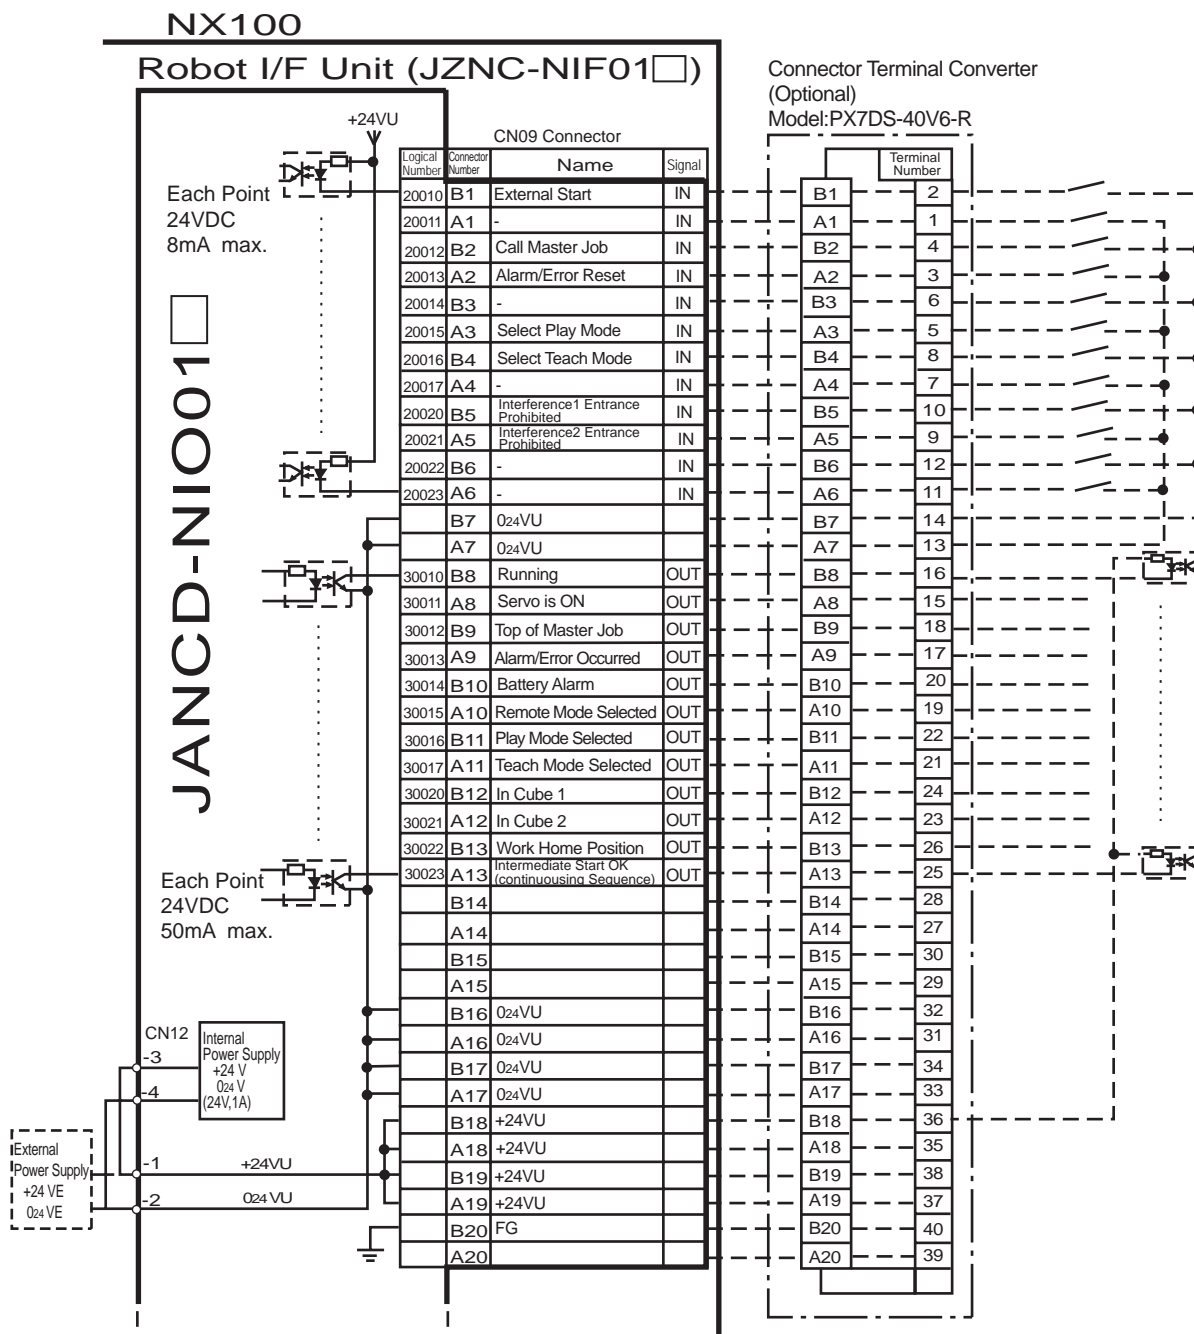 NX100
Robot I/F Unit (JZNC-NIF01□)
Connector Terminal Converter
(Optional)
Model:PX7DS-40V6-R
+24VU
CN09 Connector
Logical Number Connector Number Name Signal
Terminal Number
Each Point
24VDC
8mA max.
JANCD-NIO01□
20010 B1 External Start IN B1 2
20011 A1 - IN A1 1
20012 B2 Call Master Job IN B2 4
20013 A2 Alarm/Error Reset IN A2 3
20014 B3 - IN B3 6
20015 A3 Select Play Mode IN A3 5
20016 B4 Select Teach Mode IN B4 8
20017 A4 - IN A4 7
20020 B5 Interference1 Entrance Prohibited IN B5 10
20021 A5 Interference2 Entrance Prohibited IN A5 9
20022 B6 - IN B6 12
20023 A6 - IN A6 11
B7 024VU B7 14
A7 024VU A7 13
30010 B8 Running OUT B8 16
30011 A8 Servo is ON OUT A8 15
30012 B9 Top of Master Job OUT B9 18
30013 A9 Alarm/Error Occurred OUT A9 17
30014 B10 Battery Alarm OUT B10 20
30015 A10 Remote Mode Selected OUT A10 19
30016 B11 Play Mode Selected OUT B11 22
30017 A11 Teach Mode Selected OUT A11 21
30020 B12 In Cube 1 OUT B12 24
30021 A12 In Cube 2 OUT A12 23
30022 B13 Work Home Position OUT B13 26
30023 A13 Intermediate Start OK (continuousing Sequence) OUT A13 25
Each Point
24VDC
50mA max.
B14 B14 28
A14 A14 27
B15 B15 30
A15 A15 29
B16 024VU B16 32
A16 024VU A16 31
B17 024VU B17 34
A17 024VU A17 33
B18 +24VU B18 36
A18 +24VU A18 35
B19 +24VU B19 38
A19 +24VU A19 37
B20 FG B20 40
A20 A20 39
CN12
-3
-4
-1
-2
Internal
Power Supply
+24 V
024 V
(24V,1A)
External
Power Supply
+24 VE
024 VE
+24VU
024 VU